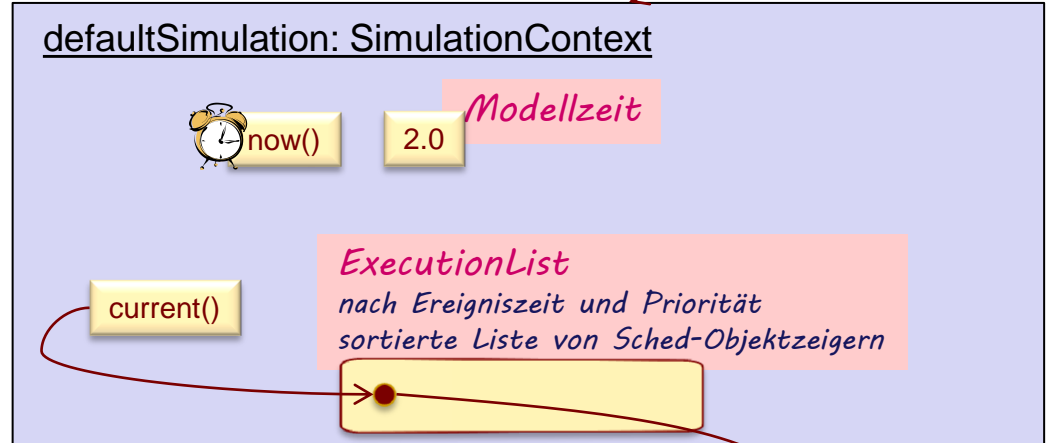 defaultSimulation: SimulationContext
Modellzeit
now()
2.0
ExecutionList
nach Ereigniszeit und Priorität
current()
sortierte Liste von Sched-Objektzeigern